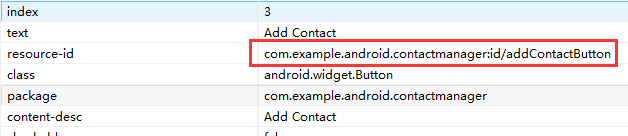 index 3
text Add Contact
resource-id com.example.android.contactmanager:id/addContactButton
class android.widget.Button
package com.example.android.contactmanager
content-desc Add Contact